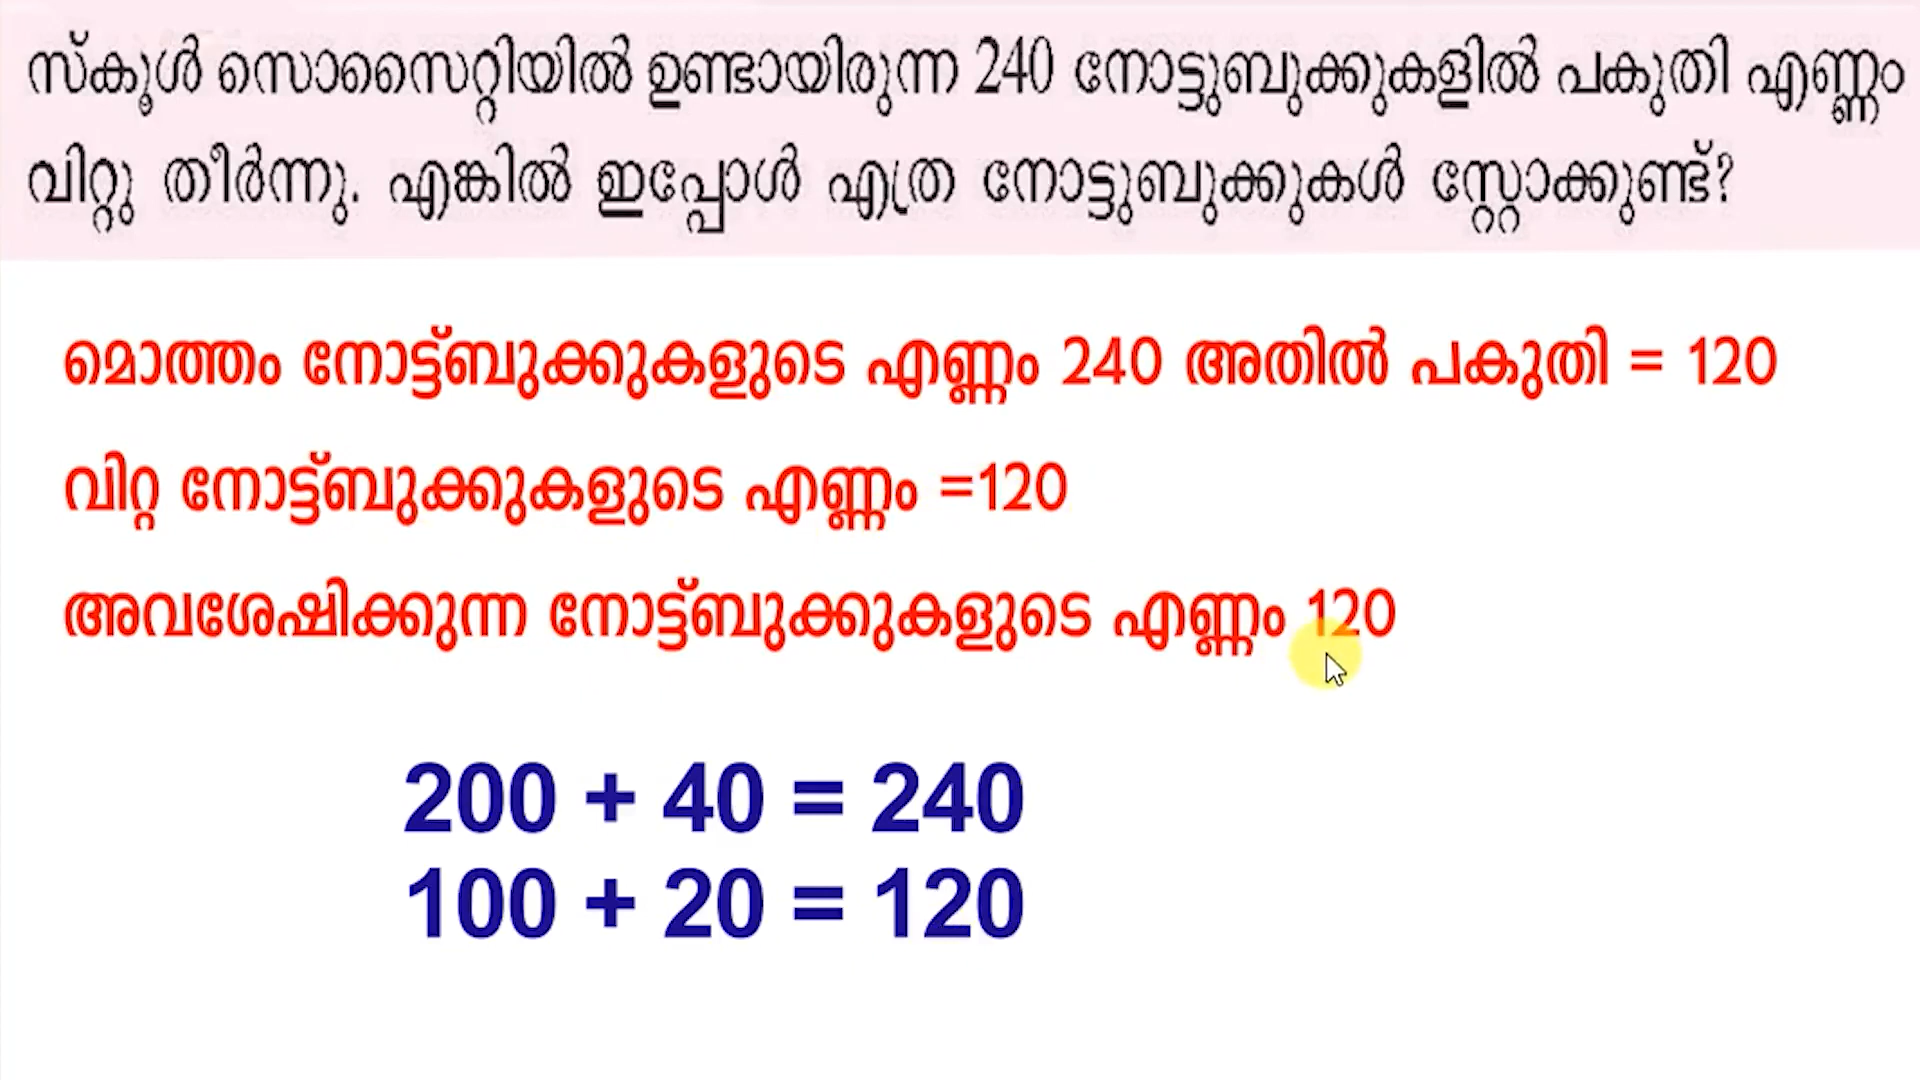 സ്കൂൾ സൊസൈറ്റിയിൽ ഉണ്ടായിരുന്ന 240 നോട്ടുബുക്കുകളിൽ പകുതി എണ്ണം
വിറ്റു തീർന്നു. എങ്കിൽ ഇപ്പോൾ എത്ര നോട്ടുബുക്കുകൾ സ്റ്റോക്കുണ്ട്?
മൊത്തം നോട്ട്ബുക്കുകളുടെ എണ്ണം 240 അതിൽ പകുതി = 120
വിറ്റ നോട്ട്ബുക്കുകളുടെ എണ്ണം =120
അവശേഷിക്കുന്ന നോട്ട്ബുക്കുകളുടെ എണ്ണം 120
200 + 40 = 240
100 + 20 = 120